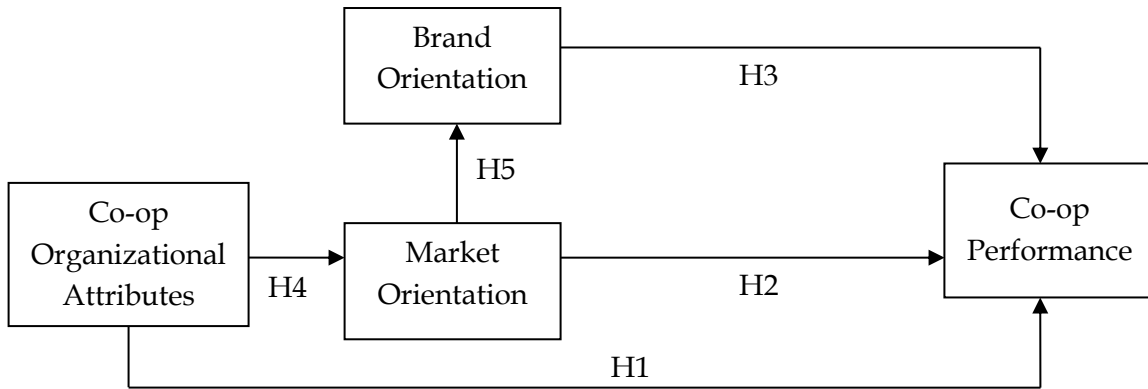 Brand
Orientation
H3
H5
Co-op
Organizational
Attributes
H4
Market
Orientation
H2
Co-op
Performance
H1